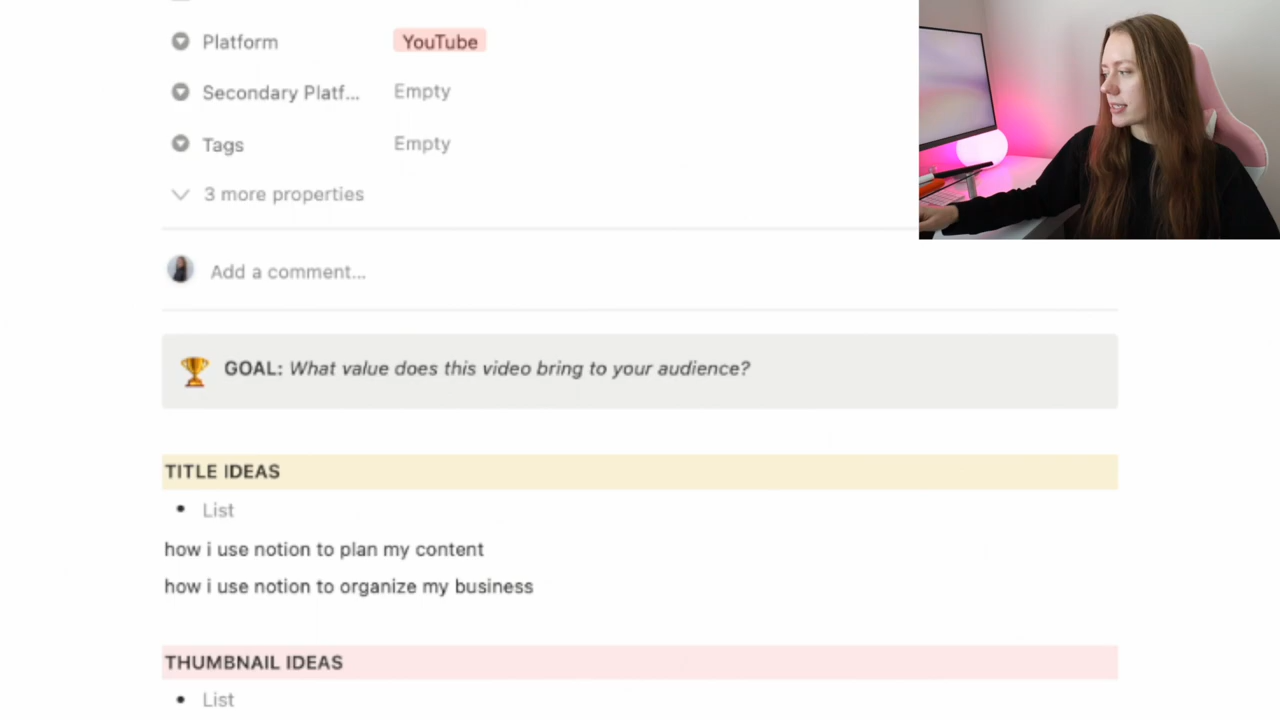 Platform YouTube
Secondary Platf... Empty
Tags Empty
3 more properties
Add a comment...
GOAL: What value does this video bring to your audience?
TITLE IDEAS
• List
how i use notion to plan my content
how i use notion to organize my business
THUMBNAIL IDEAS
• List